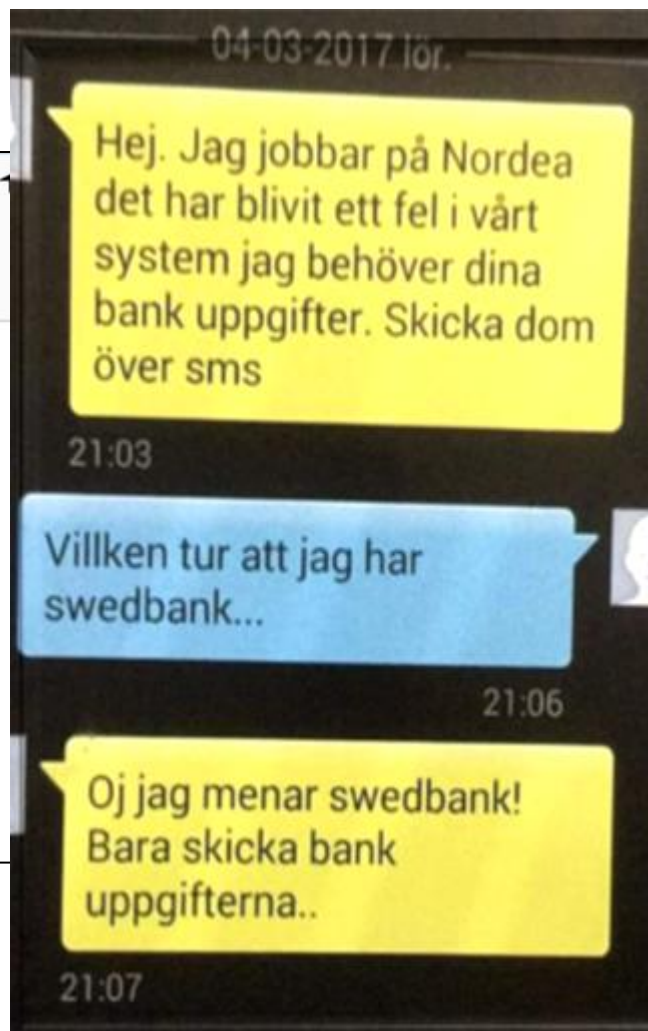 04-03-2017 lör.
Hej. Jag jobbar på Nordea
det har blivit ett fel i vårt
system jag behöver dina
bank uppgifter. Skicka dom
över sms
21:03
Villken tur att jag har
swedbank...
21:06
Oj jag menar swedbank!
Bara skicka bank
uppgifterna..
21:07